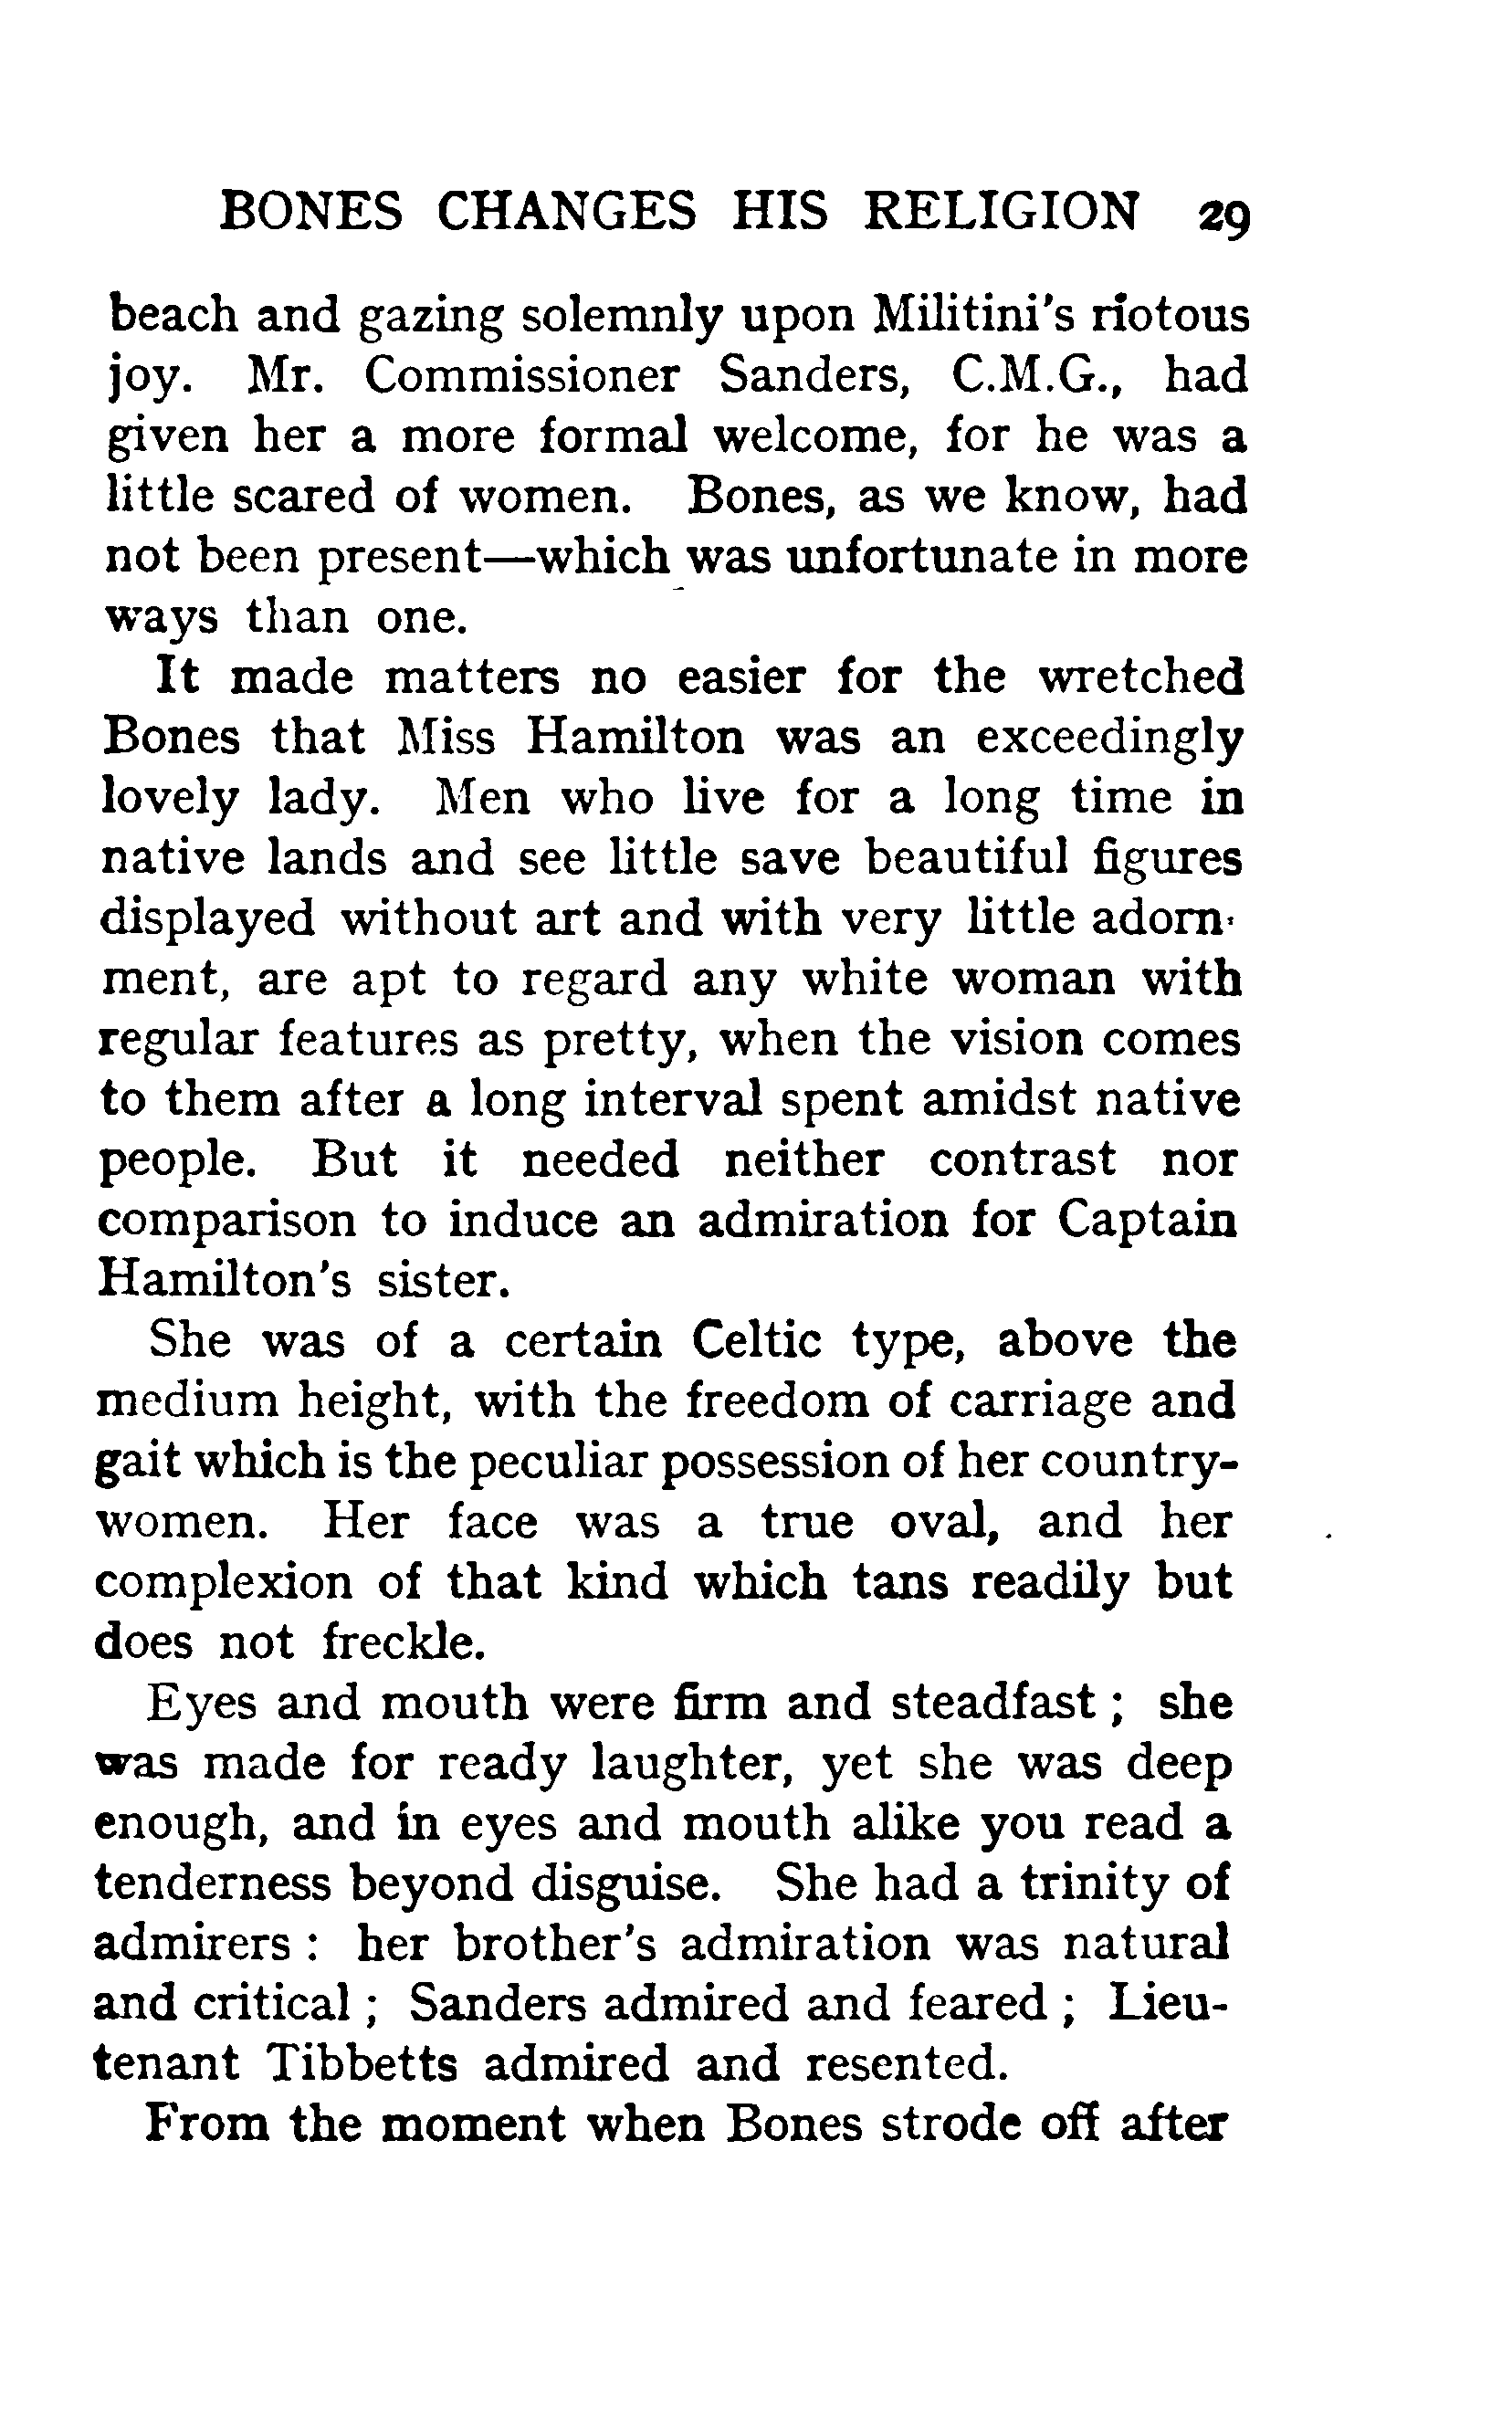 BONES CHANGES HIS RELIGION 29
beach and gazing solemnly upon Militini's riotous
joy. Mr. Commissioner Sanders, C.M.G., had
given her a more formal welcome, for he was a
little scared of women. Bones, as we know, had
not been present—which was unfortunate in more
ways than one.
It made matters no easier for the wretched
Bones that Miss Hamilton was an exceedingly
lovely lady. Men who live for a long time in
native lands and see little save beautiful figures
displayed without art and with very little adorn-
ment, are apt to regard any white woman with
regular features as pretty, when the vision comes
to them after a long interval spent amidst native
people. But it needed neither contrast nor
comparison to induce an admiration for Captain
Hamilton's sister.
She was of a certain Celtic type, above the
medium height, with the freedom of carriage and
gait which is the peculiar possession of her country-
women. Her face was a true oval, and her
complexion of that kind which tans readily but
does not freckle.
Eyes and mouth were firm and steadfast ; she
was made for ready laughter, yet she was deep
enough, and in eyes and mouth alike you read a
tenderness beyond disguise. She had a trinity of
admirers : her brother's admiration was natural
and critical ; Sanders admired and feared ; Lieu-
tenant Tibbetts admired and resented.
From the moment when Bones strode off after